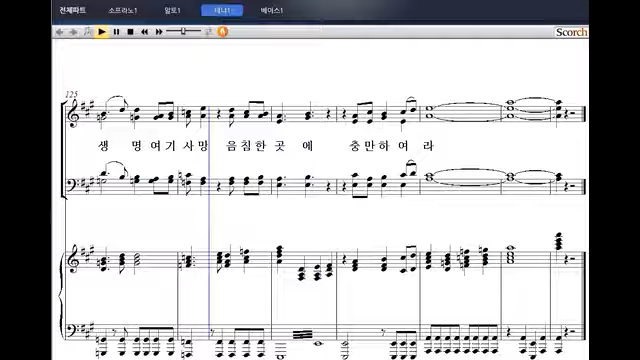 전체파트 소프라노1 알토1 테너1 베이스1
Scorch
125
생 명 여 기 사 망 음 침 한 곳 에 충 만 하 여 라